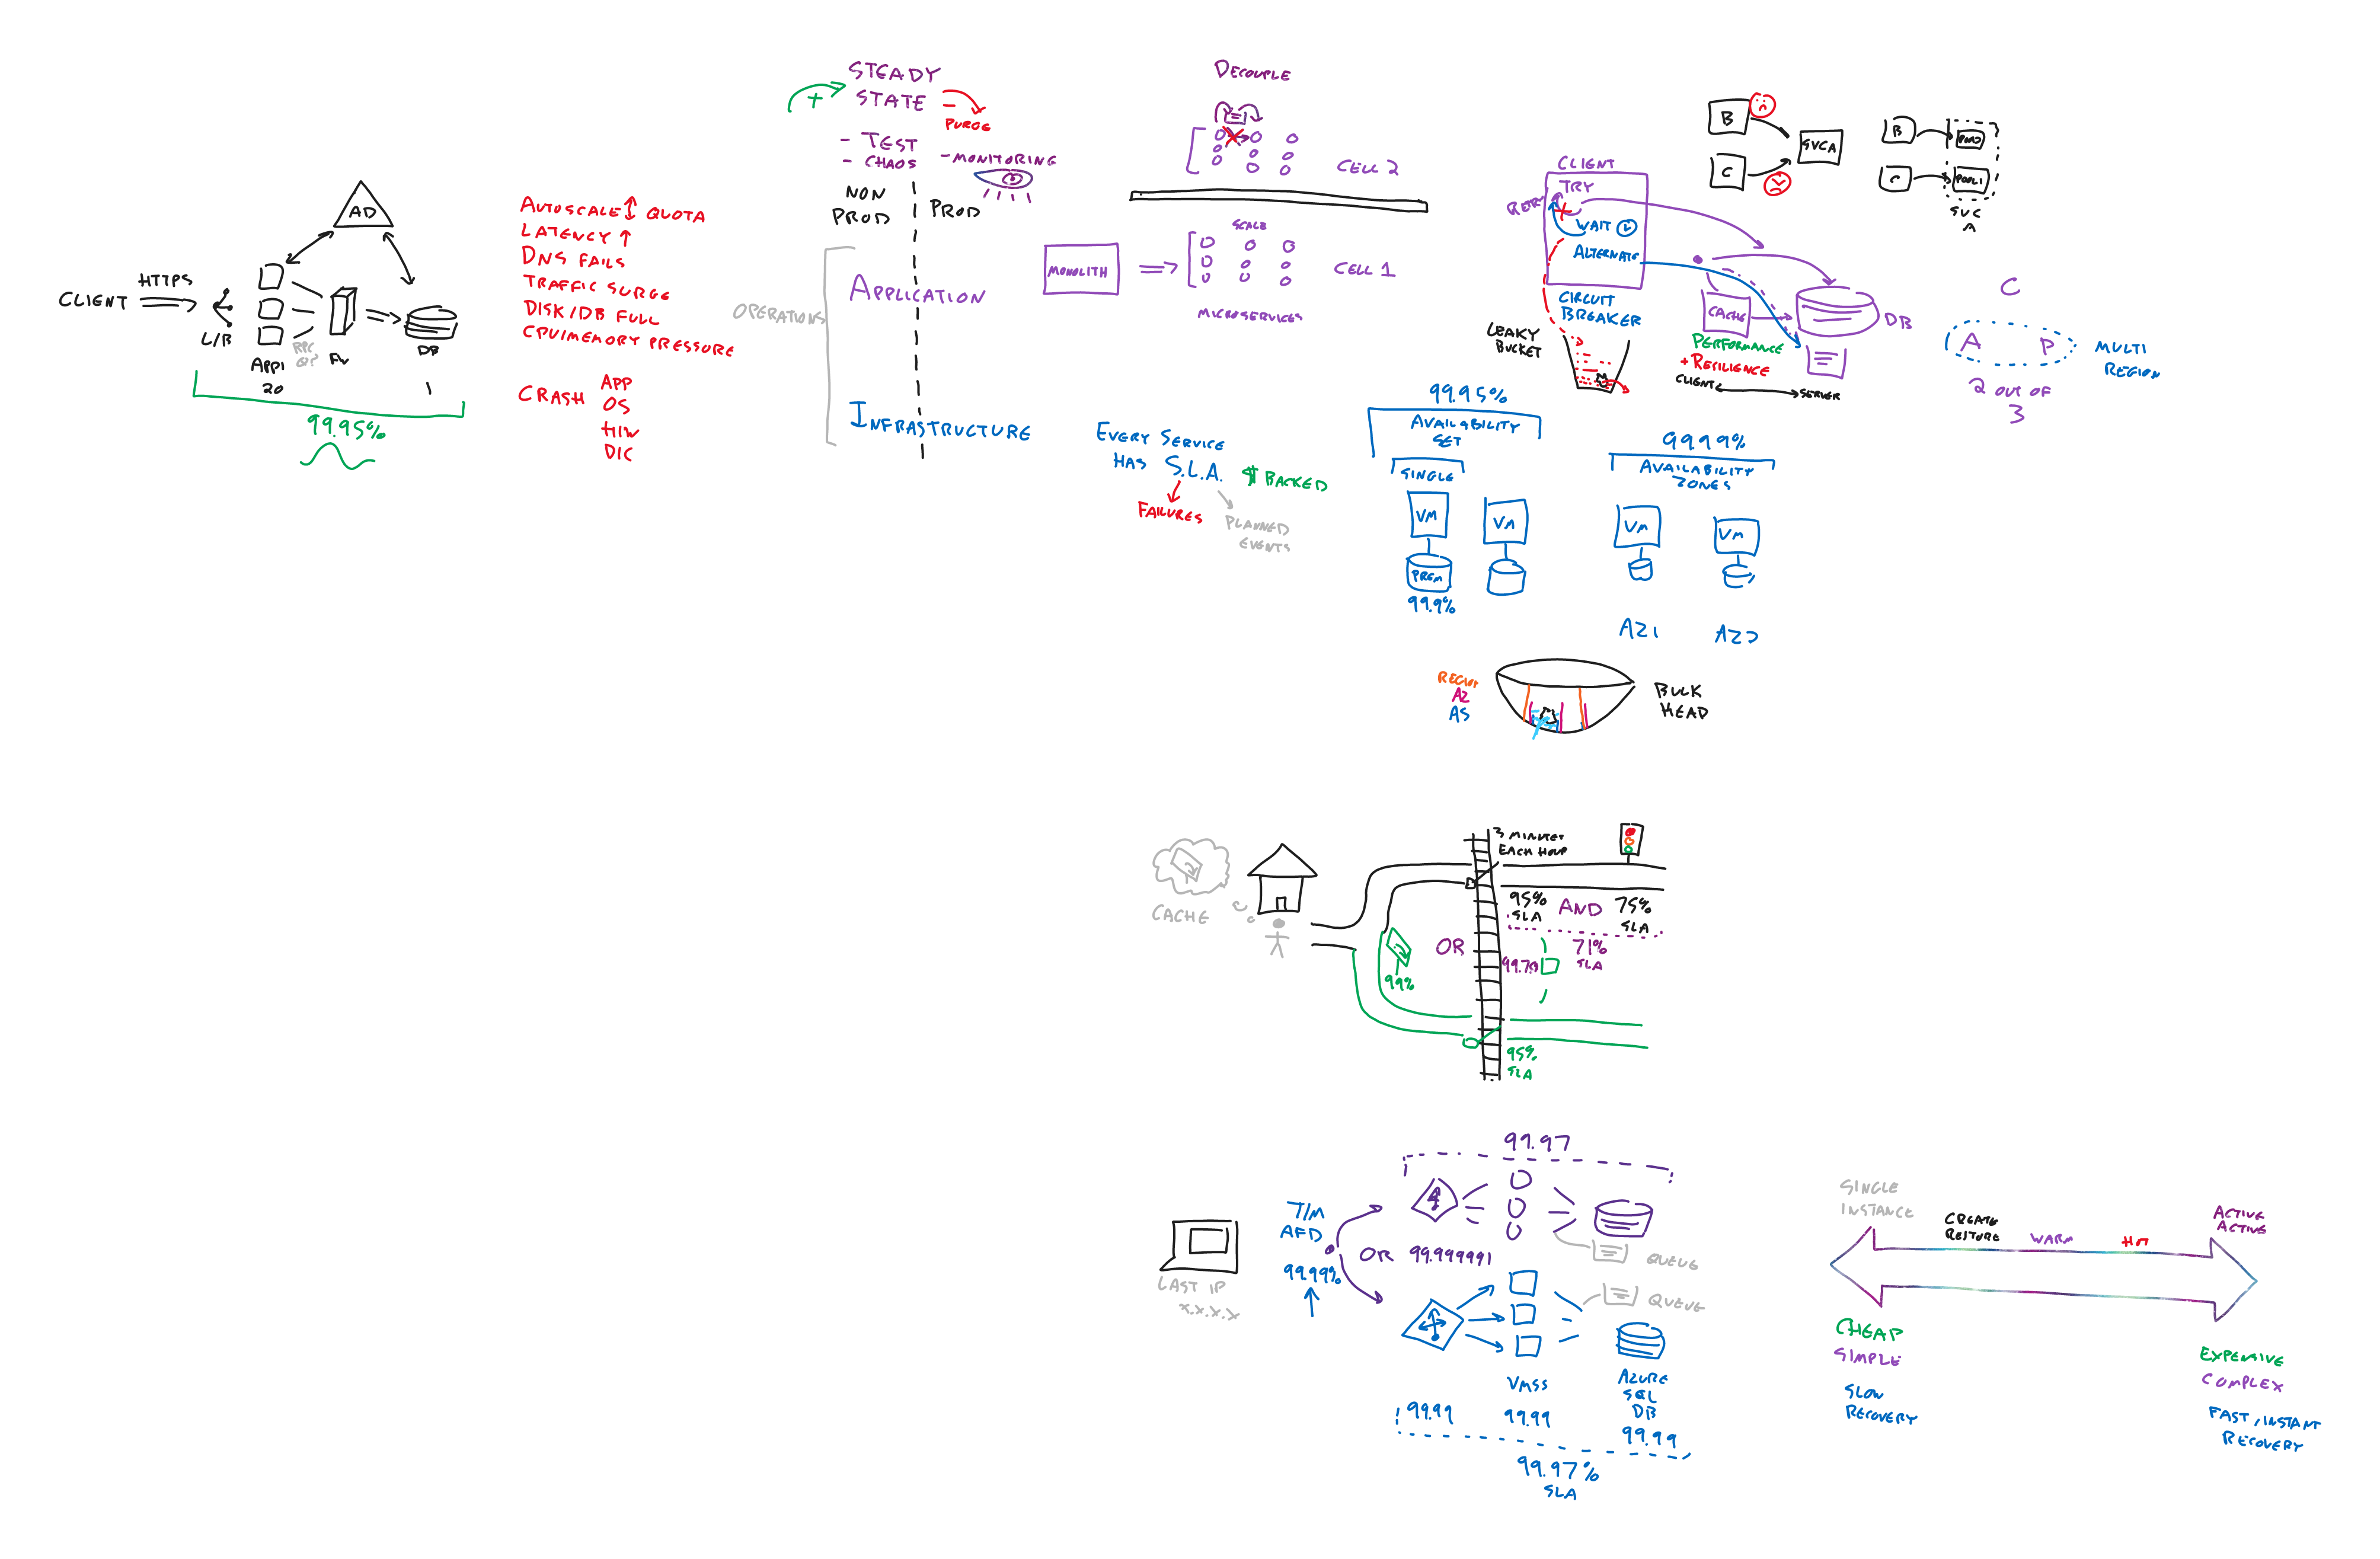 AD
HTTPS
CLIENT
L/B
APP1
20
RPC
FW
DB
1
99.95%
AUTOSCALE QUOTA
LATENCY ↑
DNS FAILS
TRAFFIC SURGE
DISK/DB FULL
CPU/MEMORY PRESSURE
CRASH
APP
OS
H/W
D/C
+
STEADY
STATE
-
PURGE
- TEST
- CHAOS
- MONITORING
NON
PROD
PROD
OPERATIONS
APPLICATION
INFRASTRUCTURE
DECOUPLE
CELL 2
SCALE
MONOLITH
CELL 1
MICROSERVICES
EVERY SERVICE
HAS S.L.A.
$ BACKED
FAILURES
PLANNED
EVENTS
CLIENT
TRY
RETRY
WAIT
ALTERNATE
CIRCUIT
BREAKER
LEAKY
BUCKET
CACHE
DB
PERFORMANCE
+ RESILIENCE
CLIENT
SERVER
B
C
SVCA
B
C
POOL1
SVC
A
C
A
P
2 OUT OF
3
MULTI
REGION
99.95%
AVAILABILITY
SET
SINGLE
VM
VM
PREM
99.9%
99.99%
AVAILABILITY
ZONES
VM
VM
AZ1
AZ2
REGION
AZ
AS
BULK
HEAD
CACHE
3 MINUTES
EACH HOUR
95%
SLA
AND
75%
SLA
OR
71%
SLA
99.75
99%
95%
SLA
LAST IP
x.x.x.x
T/M
AFD
99.99%
99.97
OR 99.999991
QUEUE
QUEUE
VMSS
AZURE
SQL
DB
99.99
99.99
99.99
99.97%
SLA
SINGLE
INSTANCE
CREATE
RESTORE
WARM
HOT
ACTIVE
ACTIVE
CHEAP
SIMPLE
SLOW
RECOVERY
EXPENSIVE
COMPLEX
FAST/INSTANT
RECOVERY